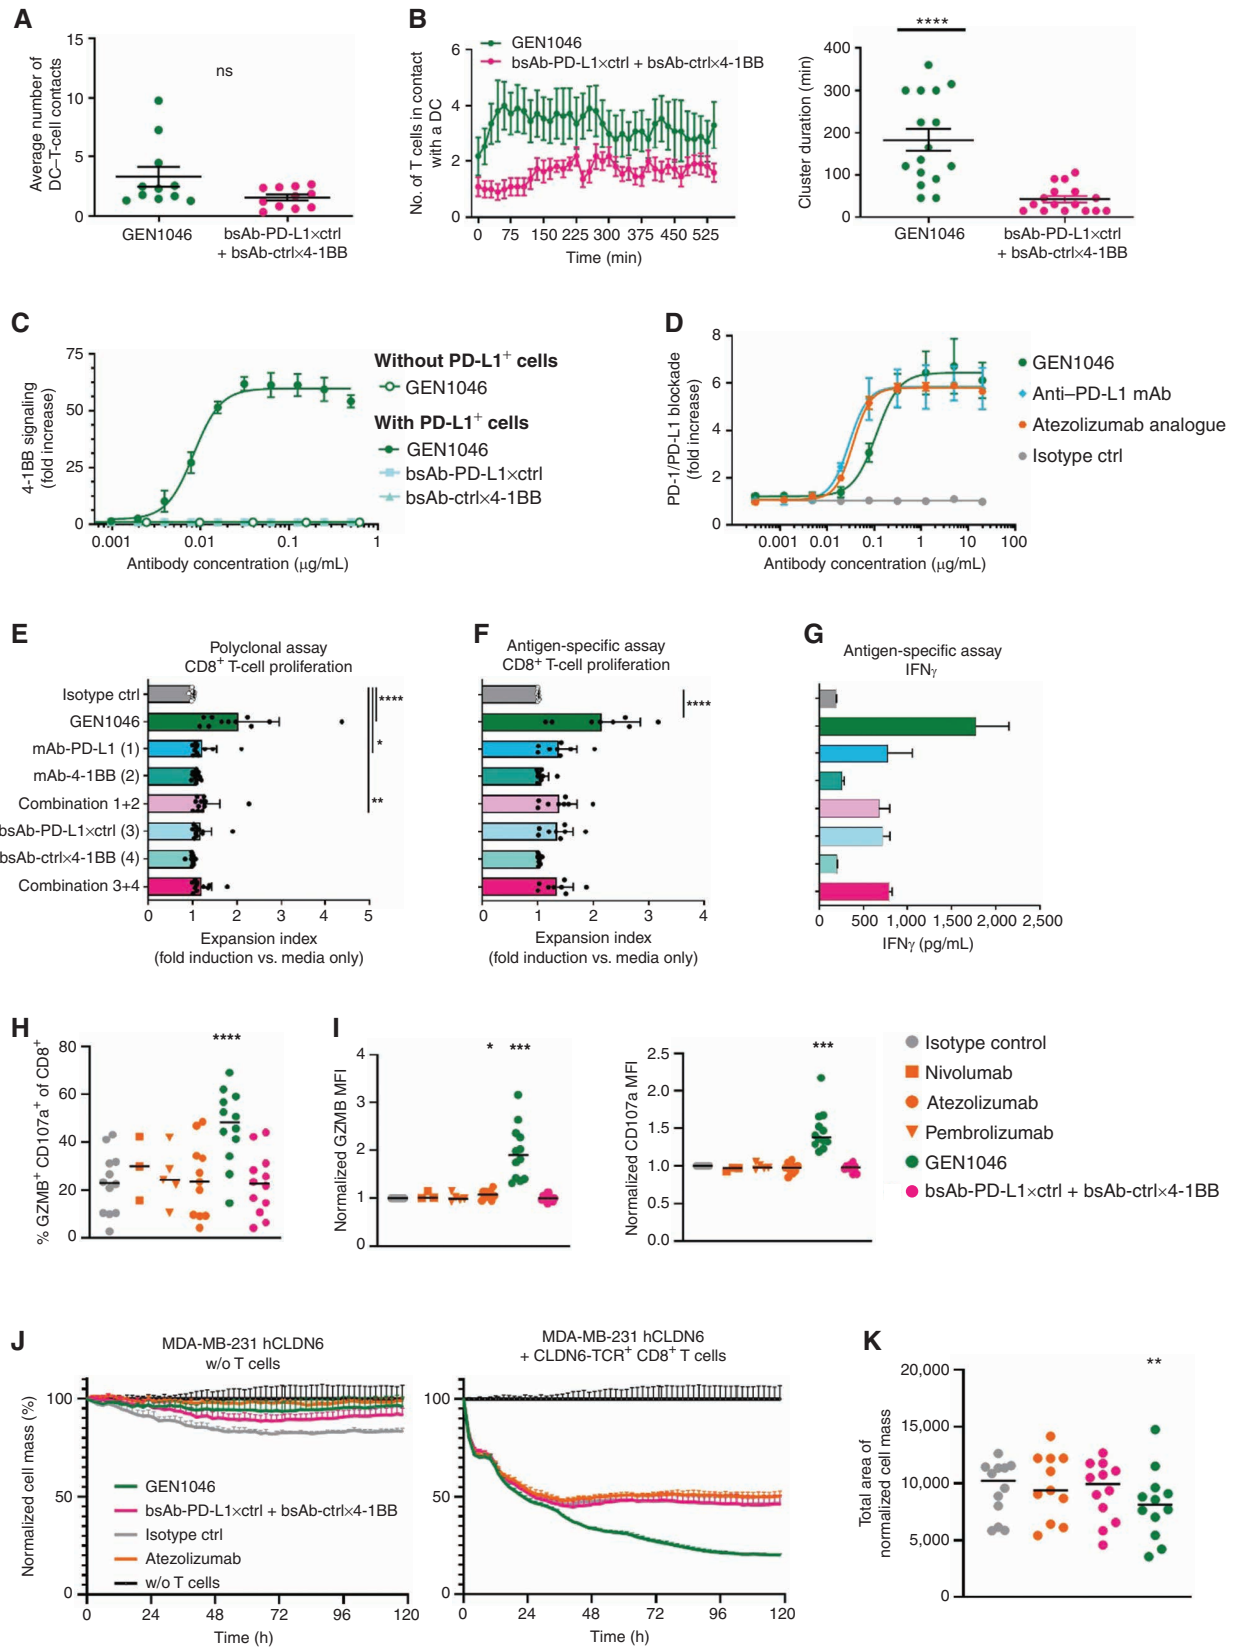 A
Average number of
DC–T-cell contacts
15
10
5
0
ns
GEN1046
bsAb-PD-L1×ctrl
+ bsAb-ctrl×4-1BB
B
No. of T cells in contact
with a DC
6
4
2
0
GEN1046
bsAb-PD-L1×ctrl + bsAb-ctrl×4-1BB
0 75 150 225 300 375 450 525
Time (min)
Cluster duration (min)
400
300
200
100
0
****
GEN1046
bsAb-PD-L1×ctrl
+ bsAb-ctrl×4-1BB
C
4-1BB signaling
(fold increase)
75
50
25
0
0.001 0.01 0.1 1
Antibody concentration (μg/mL)
Without PD-L1+ cells
GEN1046
With PD-L1+ cells
GEN1046
bsAb-PD-L1×ctrl
bsAb-ctrl×4-1BB
D
PD-1/PD-L1 blockade
(fold increase)
8
6
4
2
0
0.001 0.01 0.1 1 10 100
Antibody concentration (μg/mL)
GEN1046
Anti–PD-L1 mAb
Atezolizumab analogue
Isotype ctrl
E
Polyclonal assay
CD8+ T-cell proliferation
Isotype ctrl
GEN1046
mAb-PD-L1 (1)
mAb-4-1BB (2)
Combination 1+2
bsAb-PD-L1×ctrl (3)
bsAb-ctrl×4-1BB (4)
Combination 3+4
****
*
**
0 1 2 3 4 5
Expansion index
(fold induction vs. media only)
F
Antigen-specific assay
CD8+ T-cell proliferation
****
0 1 2 3 4
Expansion index
(fold induction vs. media only)
G
Antigen-specific assay
IFNγ
0 500 1,000 1,500 2,000 2,500
IFNγ (pg/mL)
H
% GZMB+ CD107a+ of CD8+
80
60
40
20
0
****
I
Normalized GZMB MFI
4
3
2
1
0
* ***
Normalized CD107a MFI
2.5
2.0
1.5
1.0
0.5
0.0
***
Isotype control
Nivolumab
Atezolizumab
Pembrolizumab
GEN1046
bsAb-PD-L1×ctrl + bsAb-ctrl×4-1BB
J
MDA-MB-231 hCLDN6
w/o T cells
Normalized cell mass (%)
100
50
0
GEN1046
bsAb-PD-L1×ctrl + bsAb-ctrl×4-1BB
Isotype ctrl
Atezolizumab
w/o T cells
0 24 48 72 96 120
Time (h)
MDA-MB-231 hCLDN6
+ CLDN6-TCR+ CD8+ T cells
100
50
0
0 24 48 72 96 120
Time (h)
K
Total area of
normalized cell mass
20,000
15,000
10,000
5,000
0
**